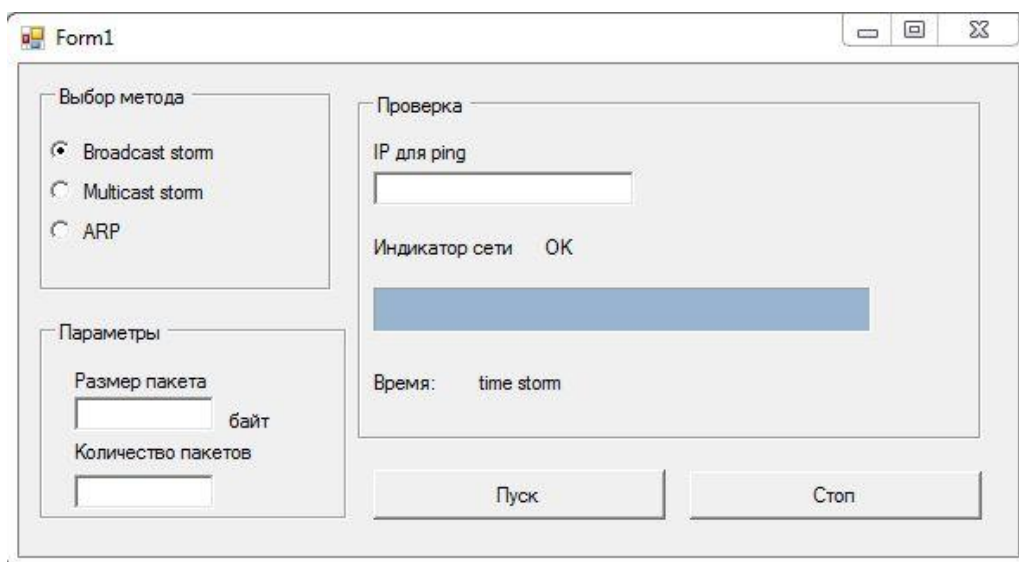 Form1
Выбор метода
Broadcast storm
Multicast storm
ARP
Параметры
Размер пакета
байт
Количество пакетов
Проверка
IP для ping
Индикатор сети OK
Время: time storm
Пуск
Стоп